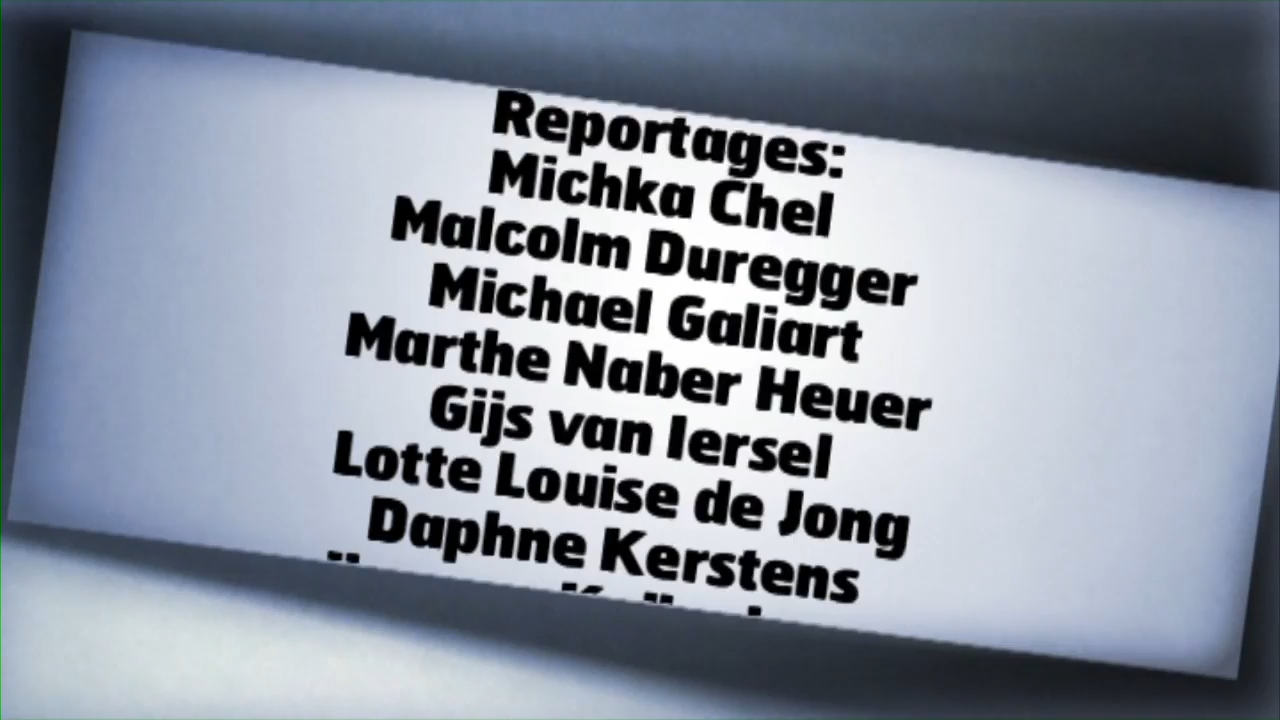 Reportages:
Michka Chel
Malcolm Duregger
Michael Galiart
Marthe Naber Heuer
Gijs van Iersel
Lotte Louise de Jong
Daphne Kerstens